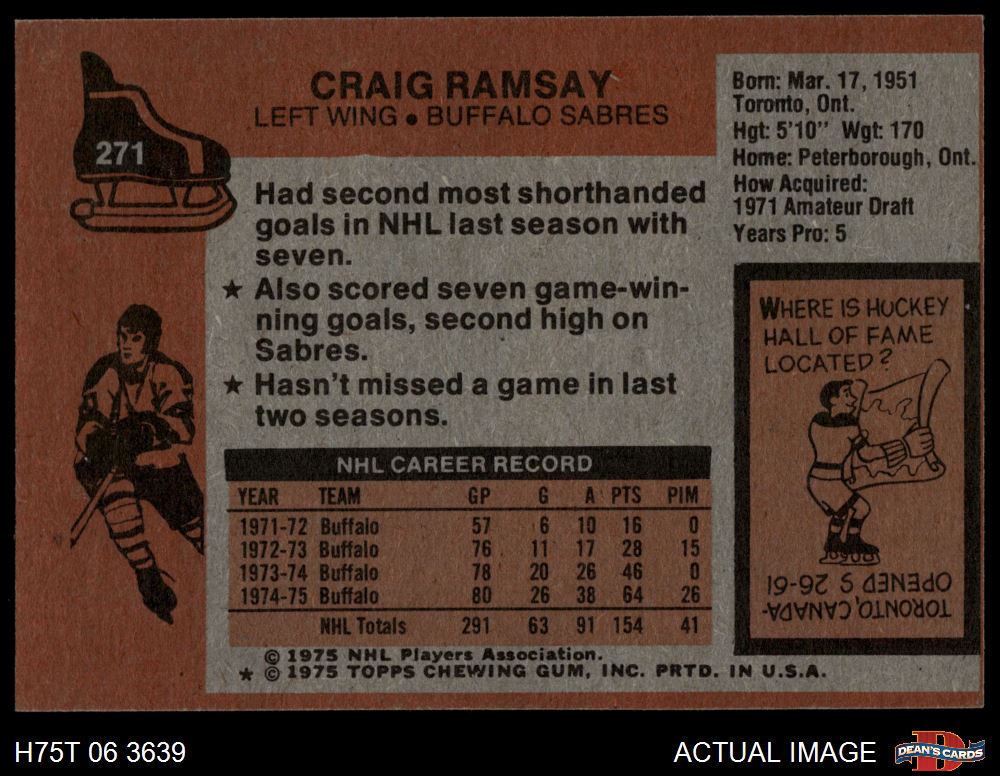 CRAIG RAMSAY
LEFT WING • BUFFALO SABRES
271
Had second most shorthanded
goals in NHL last season with
seven.
★ Also scored seven game-win-
ning goals, second high on
Sabres.
★ Hasn't missed a game in last
two seasons.
Born: Mar. 17, 1951
Toronto, Ont.
Hgt: 5'10" Wgt: 170
Home: Peterborough, Ont.
How Acquired:
1971 Amateur Draft
Years Pro: 5
WHERE IS HOCKEY
HALL OF FAME
LOCATED?
TORONTO, CANADA-
OPENED 8-26-61
NHL CAREER RECORD
YEAR TEAM GP G A PTS PIM
1971-72 Buffalo 57 6 10 16 0
1972-73 Buffalo 76 11 17 28 15
1973-74 Buffalo 78 20 26 46 0
1974-75 Buffalo 80 26 38 64 26
NHL Totals 291 63 91 154 41
© 1975 NHL Players Association.
★ © 1975 TOPPS CHEWING GUM, INC. PRTD. IN U.S.A.
H75T 06 3639
ACTUAL IMAGE
D
DEAN'S CARDS